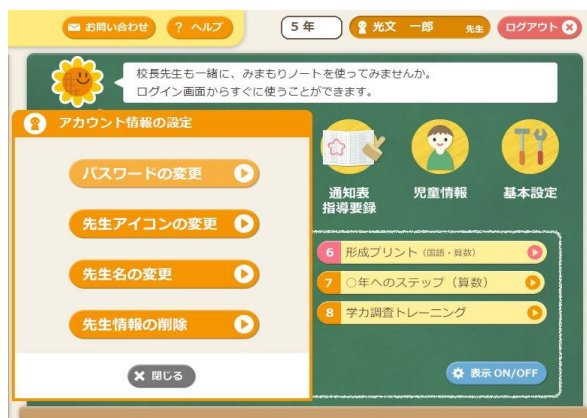 お問い合わせ
? ヘルプ
5 年
光文 一郎 先生
ログアウト
校長先生も一緒に、みまもりノートを使ってみませんか。
ログイン画面からすぐに使うことができます。
アカウント情報の設定
パスワードの変更
先生アイコンの変更
先生名の変更
先生情報の削除
閉じる
通知表
指導要録
児童情報
基本設定
6 形成プリント（国語・算数）
7 ○年へのステップ（算数）
8 学力調査トレーニング
表示 ON/OFF